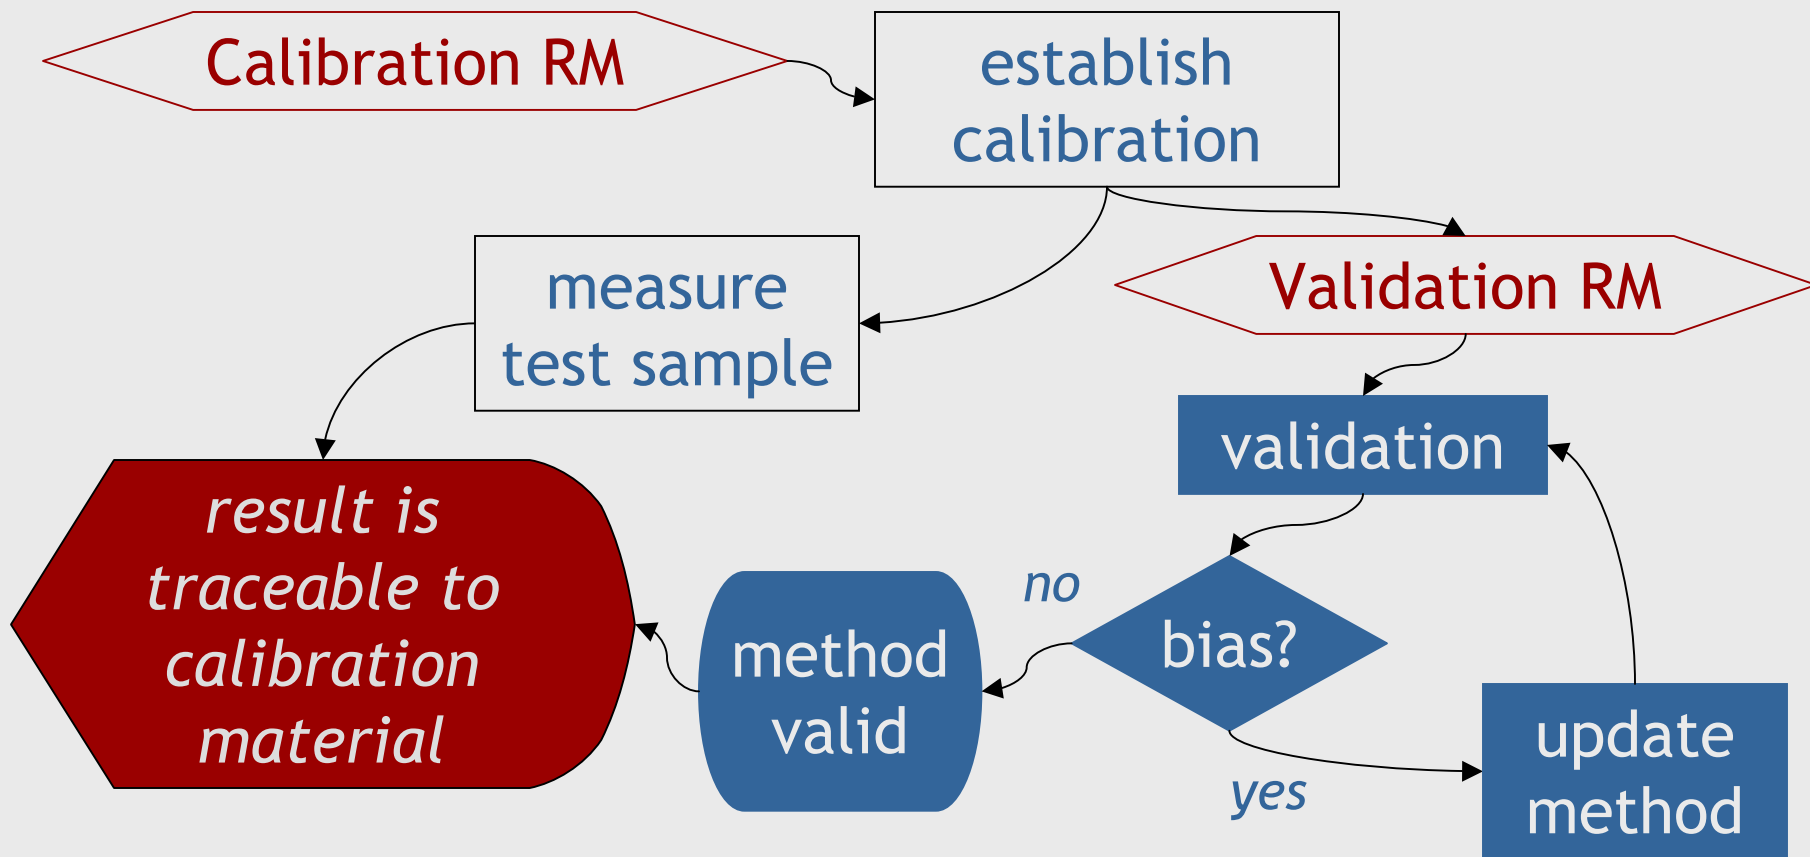 Calibration RM
establish
calibration
measure
test sample
Validation RM
validation
result is
traceable to
calibration
material
no
bias?
method
valid
yes
update
method